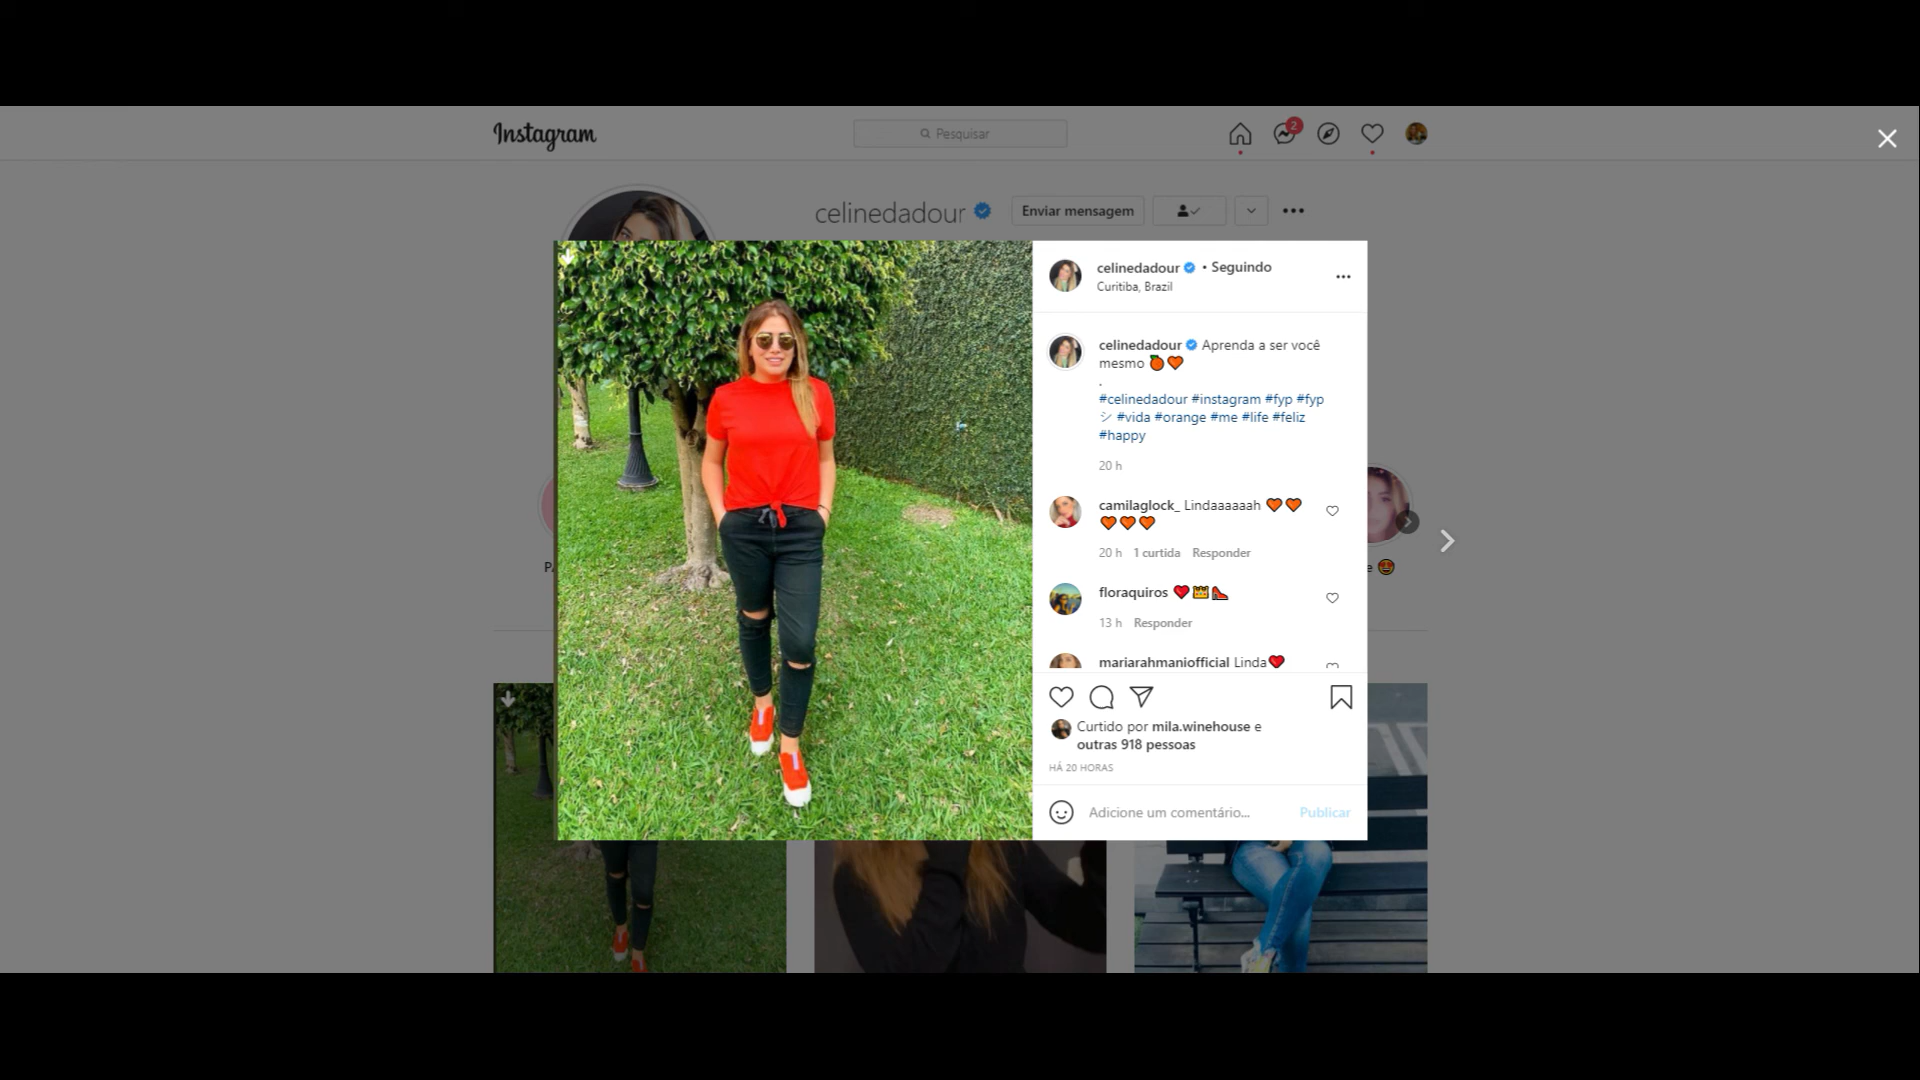 Instagram
Pesquisar
2
celinedadour
Enviar mensagem
celinedadour • Seguindo
Curitiba, Brazil
celinedadour Aprenda a ser você
mesmo 🍊🧡
.
#celinedadour #instagram #fyp #fyp
シ #vida #orange #me #life #feliz
#happy
20 h
camilaglock_ Lindaaaaaah 🧡🧡
🧡🧡🧡
20 h 1 curtida Responder
floraquiros ❤️👑👠
13 h Responder
mariarahmaniofficial Linda❤️
e 🤩
Curtido por mila.winehouse e
outras 918 pessoas
HÁ 20 HORAS
Adicione um comentário... Publicar